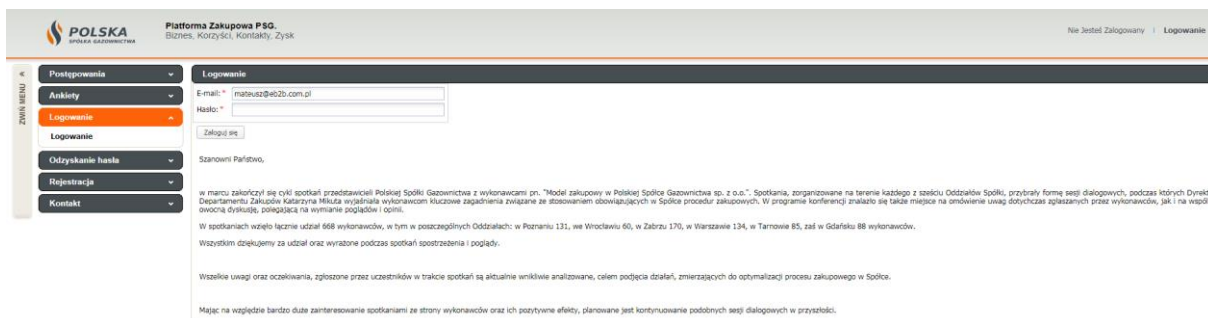 POLSKA
SPÓŁKA GAZOWNICTWA
Platforma Zakupowa PSG.
Biznes, Korzyści, Kontakty, Zysk
Nie Jesteś Zalogowany | Logowanie
«
ZWIŃ MENU
Postępowania
Ankiety
Logowanie
Logowanie
Odzyskanie hasła
Rejestracja
Kontakt
Logowanie
E-mail: * mateusz@eb2b.com.pl
Hasło: *
Zaloguj się
Szanowni Państwo,
w marcu zakończył się cykl spotkań przedstawicieli Polskiej Spółki Gazownictwa z wykonawcami pn. "Model zakupowy w Polskiej Spółce Gazownictwa sp. z o.o.". Spotkania, zorganizowane na terenie każdego z sześciu Oddziałów Spółki, przybrały formę sesji dialogowych, podczas których Dyrekt
Departamentu Zakupów Katarzyna Mikuta wyjaśniała wykonawcom kluczowe zagadnienia związane ze stosowaniem obowiązujących w Spółce procedur zakupowych. W programie konferencji znalazło się także miejsce na omówienie uwag dotychczas zgłaszanych przez wykonawców, jak i na wspól
owocną dyskusję, polegającą na wymianie poglądów i opinii.
W spotkaniach wzięło łącznie udział 668 wykonawców, w tym w poszczególnych Oddziałach: w Poznaniu 131, we Wrocławiu 60, w Zabrzu 170, w Warszawie 134, w Tarnowie 85, zaś w Gdańsku 88 wykonawców.
Wszystkim dziękujemy za udział oraz wyrażone podczas spotkań spostrzeżenia i poglądy.
Wszelkie uwagi oraz oczekiwania, zgłoszone przez uczestników w trakcie spotkań są aktualnie wnikliwie analizowane, celem podjęcia działań, zmierzających do optymalizacji procesu zakupowego w Spółce.
Mając na względzie bardzo duże zainteresowanie spotkaniami ze strony wykonawców oraz ich pozytywne efekty, planowane jest kontynuowanie podobnych sesji dialogowych w przyszłości.